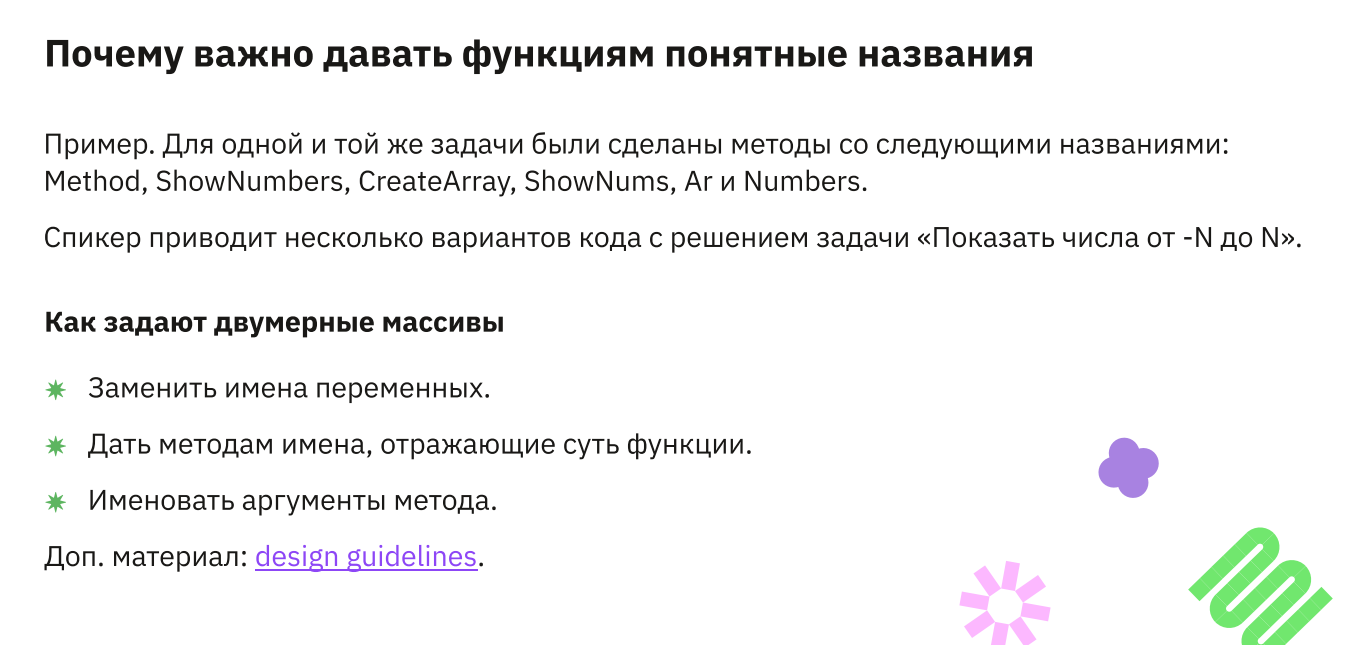 Почему важно давать функциям понятные названия
Пример. Для одной и той же задачи были сделаны методы со следующими названиями:
Method, ShowNumbers, CreateArray, ShowNums, Ar и Numbers.
Спикер приводит несколько вариантов кода с решением задачи «Показать числа от -N до N».
Как задают двумерные массивы
Заменить имена переменных.
Дать методам имена, отражающие суть функции.
Именовать аргументы метода.
Доп. материал: design guidelines.